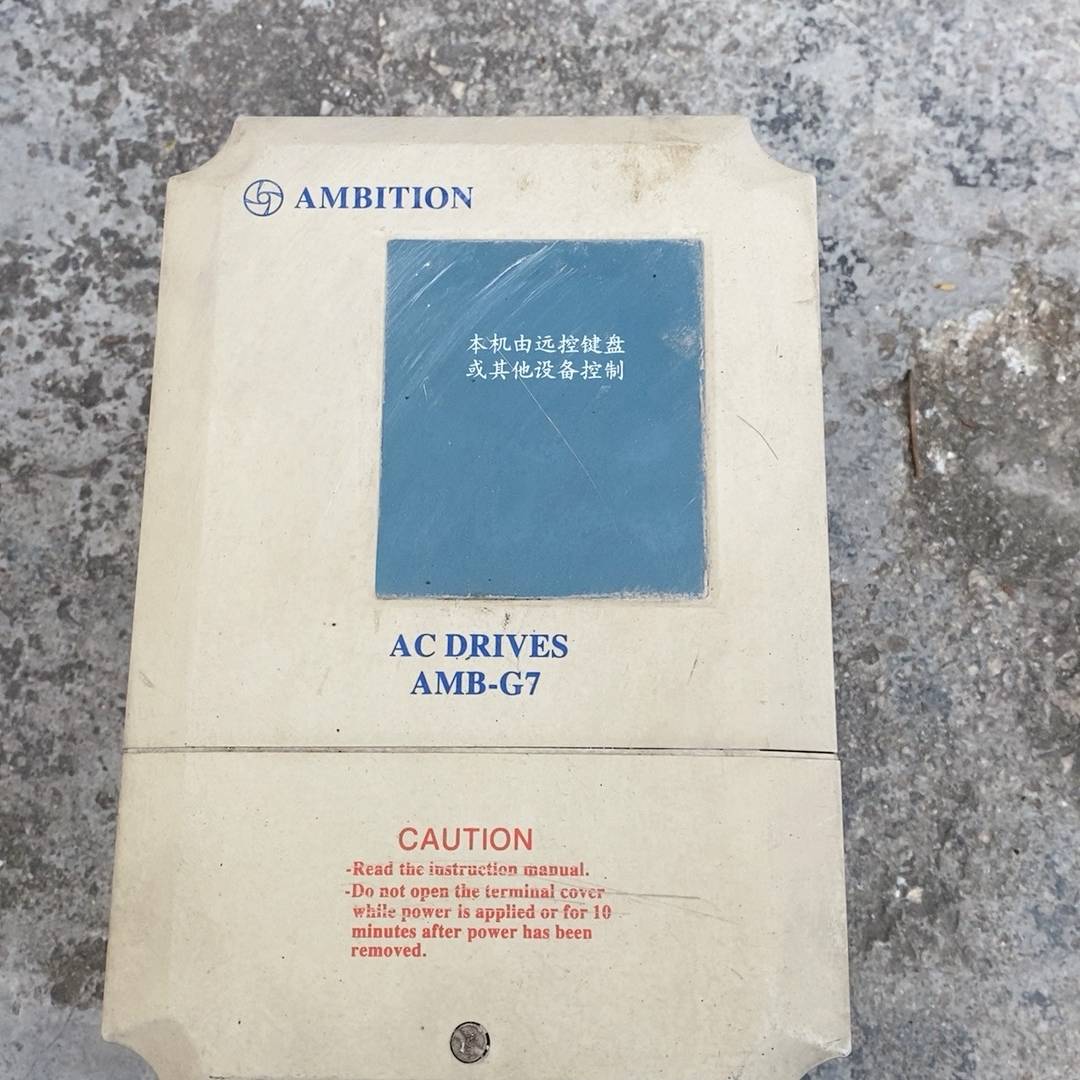 AMBITION
本机由远控键盘
或其他设备控制
AC DRIVES
AMB-G7
CAUTION
-Read the instruction manual.
-Do not open the terminal cover
while power is applied or for 10
minutes after power has been
removed.